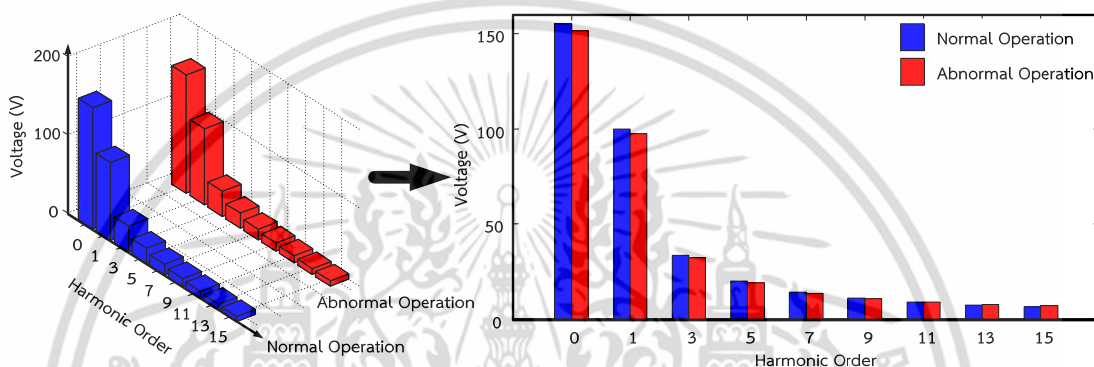 Voltage (V)
200
100
0
0
1
3
5
7
9
11
13
15
Harmonic Order
Abnormal Operation
Normal Operation
Voltage (V)
150
100
50
0
0 1 3 5 7 9 11 13 15
Harmonic Order
Normal Operation
Abnormal Operation